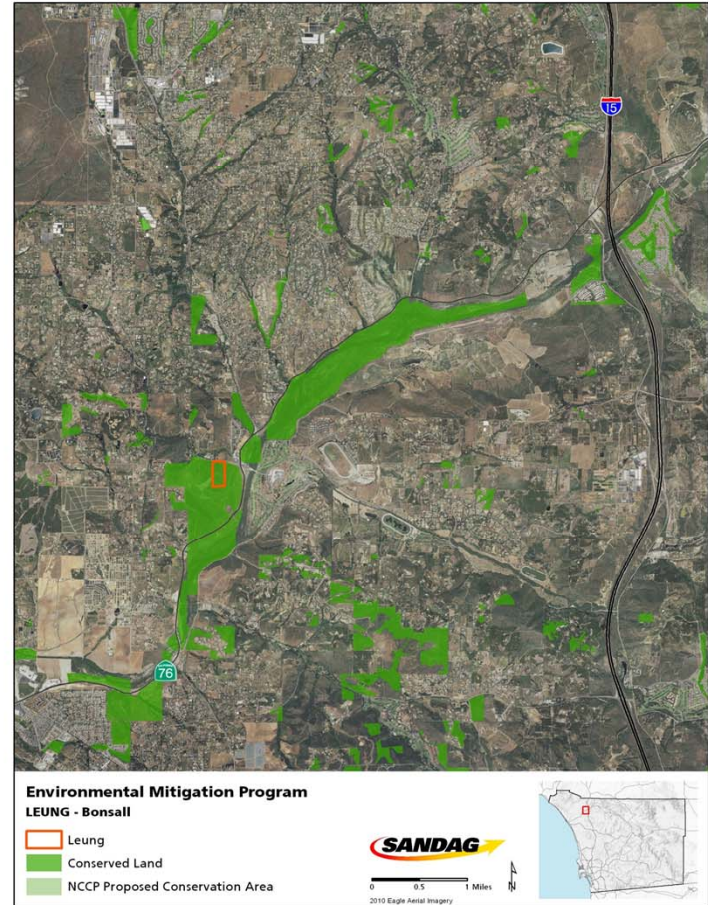 15
76
Environmental Mitigation Program
LEUNG - Bonsall
Leung
Conserved Land
NCCP Proposed Conservation Area
SANDAG
0 0.5 1 Miles
N
2010 Eagle Aerial Imagery